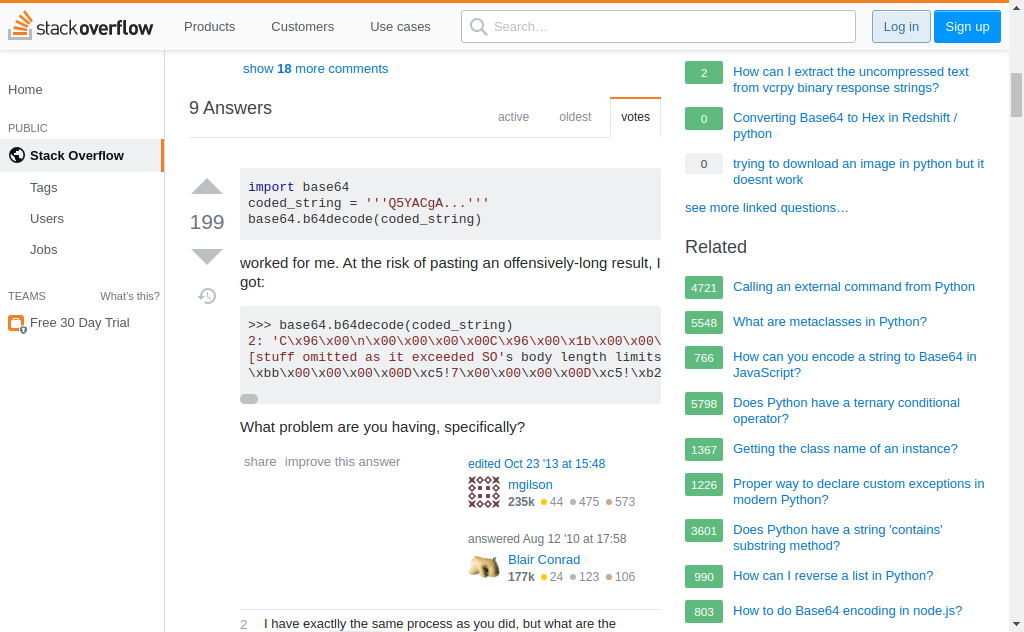 stackoverflow
Products
Customers
Use cases
Search…
Log in
Sign up
Home
PUBLIC
Stack Overflow
Tags
Users
Jobs
TEAMS
What's this?
Free 30 Day Trial
show 18 more comments
9 Answers
active
oldest
votes
199
import base64
coded_string = '''Q5YACgA...'''
base64.b64decode(coded_string)
worked for me. At the risk of pasting an offensively-long result, I
got:
>>> base64.b64decode(coded_string)
2: 'C\x96\x00\n\x00\x00\x00\x00C\x96\x00\x1b\x00\x00\
[stuff omitted as it exceeded SO's body length limits
\xbb\x00\x00\x00\x00D\xc5!7\x00\x00\x00\x00D\xc5!\xb2
What problem are you having, specifically?
share improve this answer
edited Oct 23 '13 at 15:48
mgilson
235k 44 475 573
answered Aug 12 '10 at 17:58
Blair Conrad
177k 24 123 106
2 I have exactlly the same process as you did, but what are the
2 How can I extract the uncompressed text
from vcrpy binary response strings?
0 Converting Base64 to Hex in Redshift /
python
0 trying to download an image in python but it
doesnt work
see more linked questions…
Related
4721 Calling an external command from Python
5548 What are metaclasses in Python?
766 How can you encode a string to Base64 in
JavaScript?
5798 Does Python have a ternary conditional
operator?
1367 Getting the class name of an instance?
1226 Proper way to declare custom exceptions in
modern Python?
3601 Does Python have a string 'contains'
substring method?
990 How can I reverse a list in Python?
803 How to do Base64 encoding in node.js?